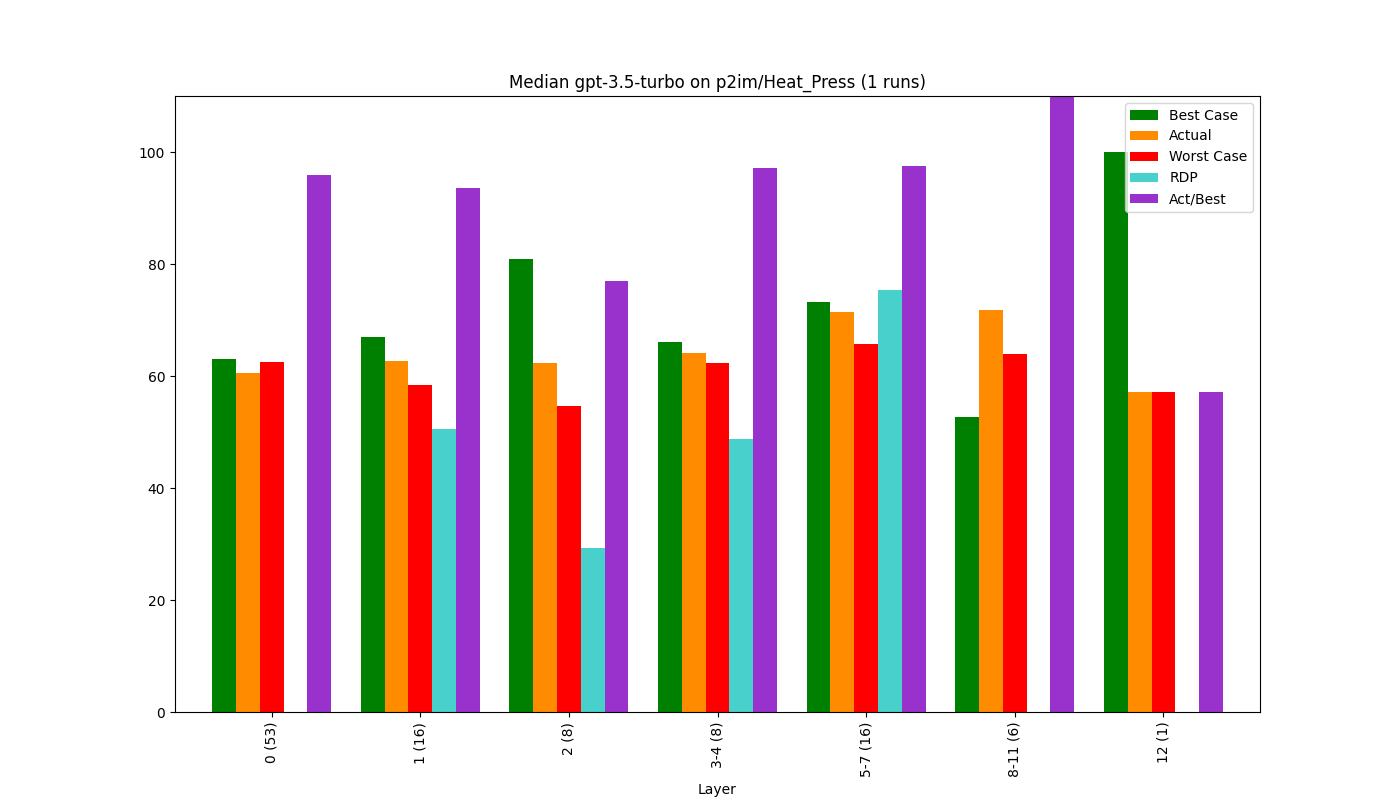 Median gpt-3.5-turbo on p2im/Heat_Press (1 runs)
100
80
60
40
20
0
Best Case
Actual
Worst Case
RDP
Act/Best
0 (53)
1 (16)
2 (8)
3-4 (8)
5-7 (16)
8-11 (6)
12 (1)
Layer